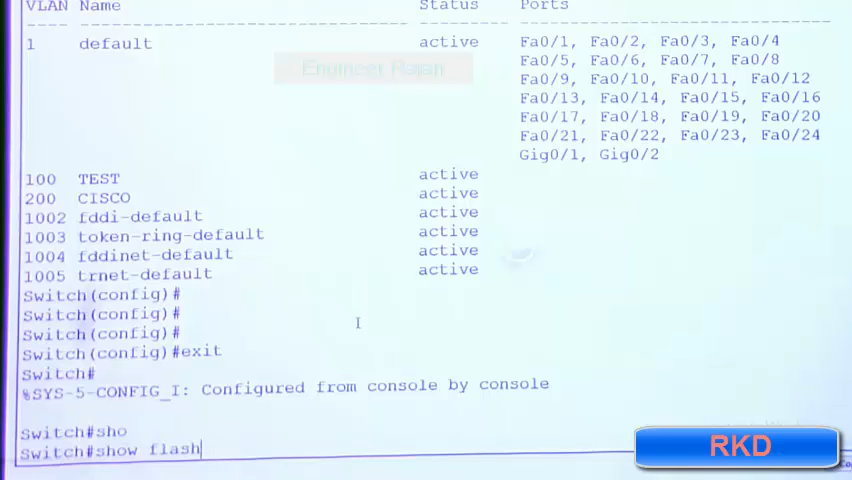 VLAN Name Status Ports
1 default active Fa0/1, Fa0/2, Fa0/3, Fa0/4
Fa0/5, Fa0/6, Fa0/7, Fa0/8
Fa0/9, Fa0/10, Fa0/11, Fa0/12
Fa0/13, Fa0/14, Fa0/15, Fa0/16
Fa0/17, Fa0/18, Fa0/19, Fa0/20
Fa0/21, Fa0/22, Fa0/23, Fa0/24
Gig0/1, Gig0/2
Engineer Rajan
100 TEST active
200 CISCO active
1002 fddi-default active
1003 token-ring-default active
1004 fddinet-default active
1005 trnet-default active
Switch(config)#
Switch(config)#
Switch(config)#
Switch(config)#exit
Switch#
%SYS-5-CONFIG_I: Configured from console by console
Switch#sho
Switch#show flash
RKD